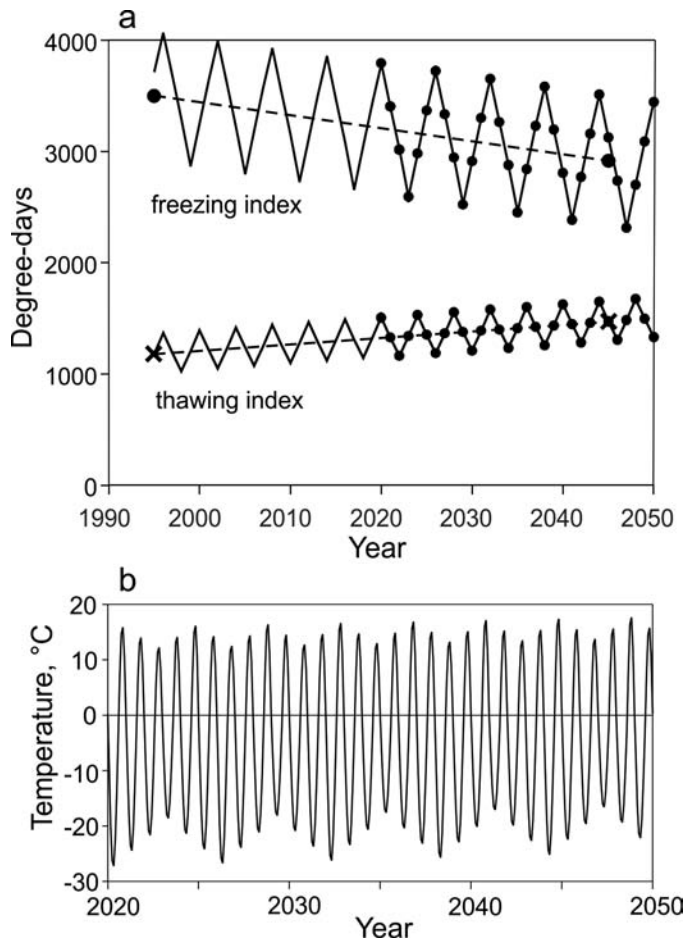 a
4000
3000
2000
1000
0
Degree-days
freezing index
thawing index
1990 2000 2010 2020 2030 2040 2050
Year
b
20
10
0
-10
-20
-30
Temperature, °C
2020 2030 2040 2050
Year